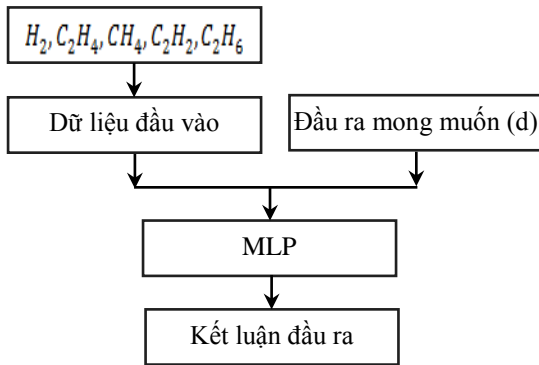 H₂,C₂H₄,CH₄,C₂H₂,C₂H₆
Dữ liệu đầu vào
Đầu ra mong muốn (d)
MLP
Kết luận đầu ra